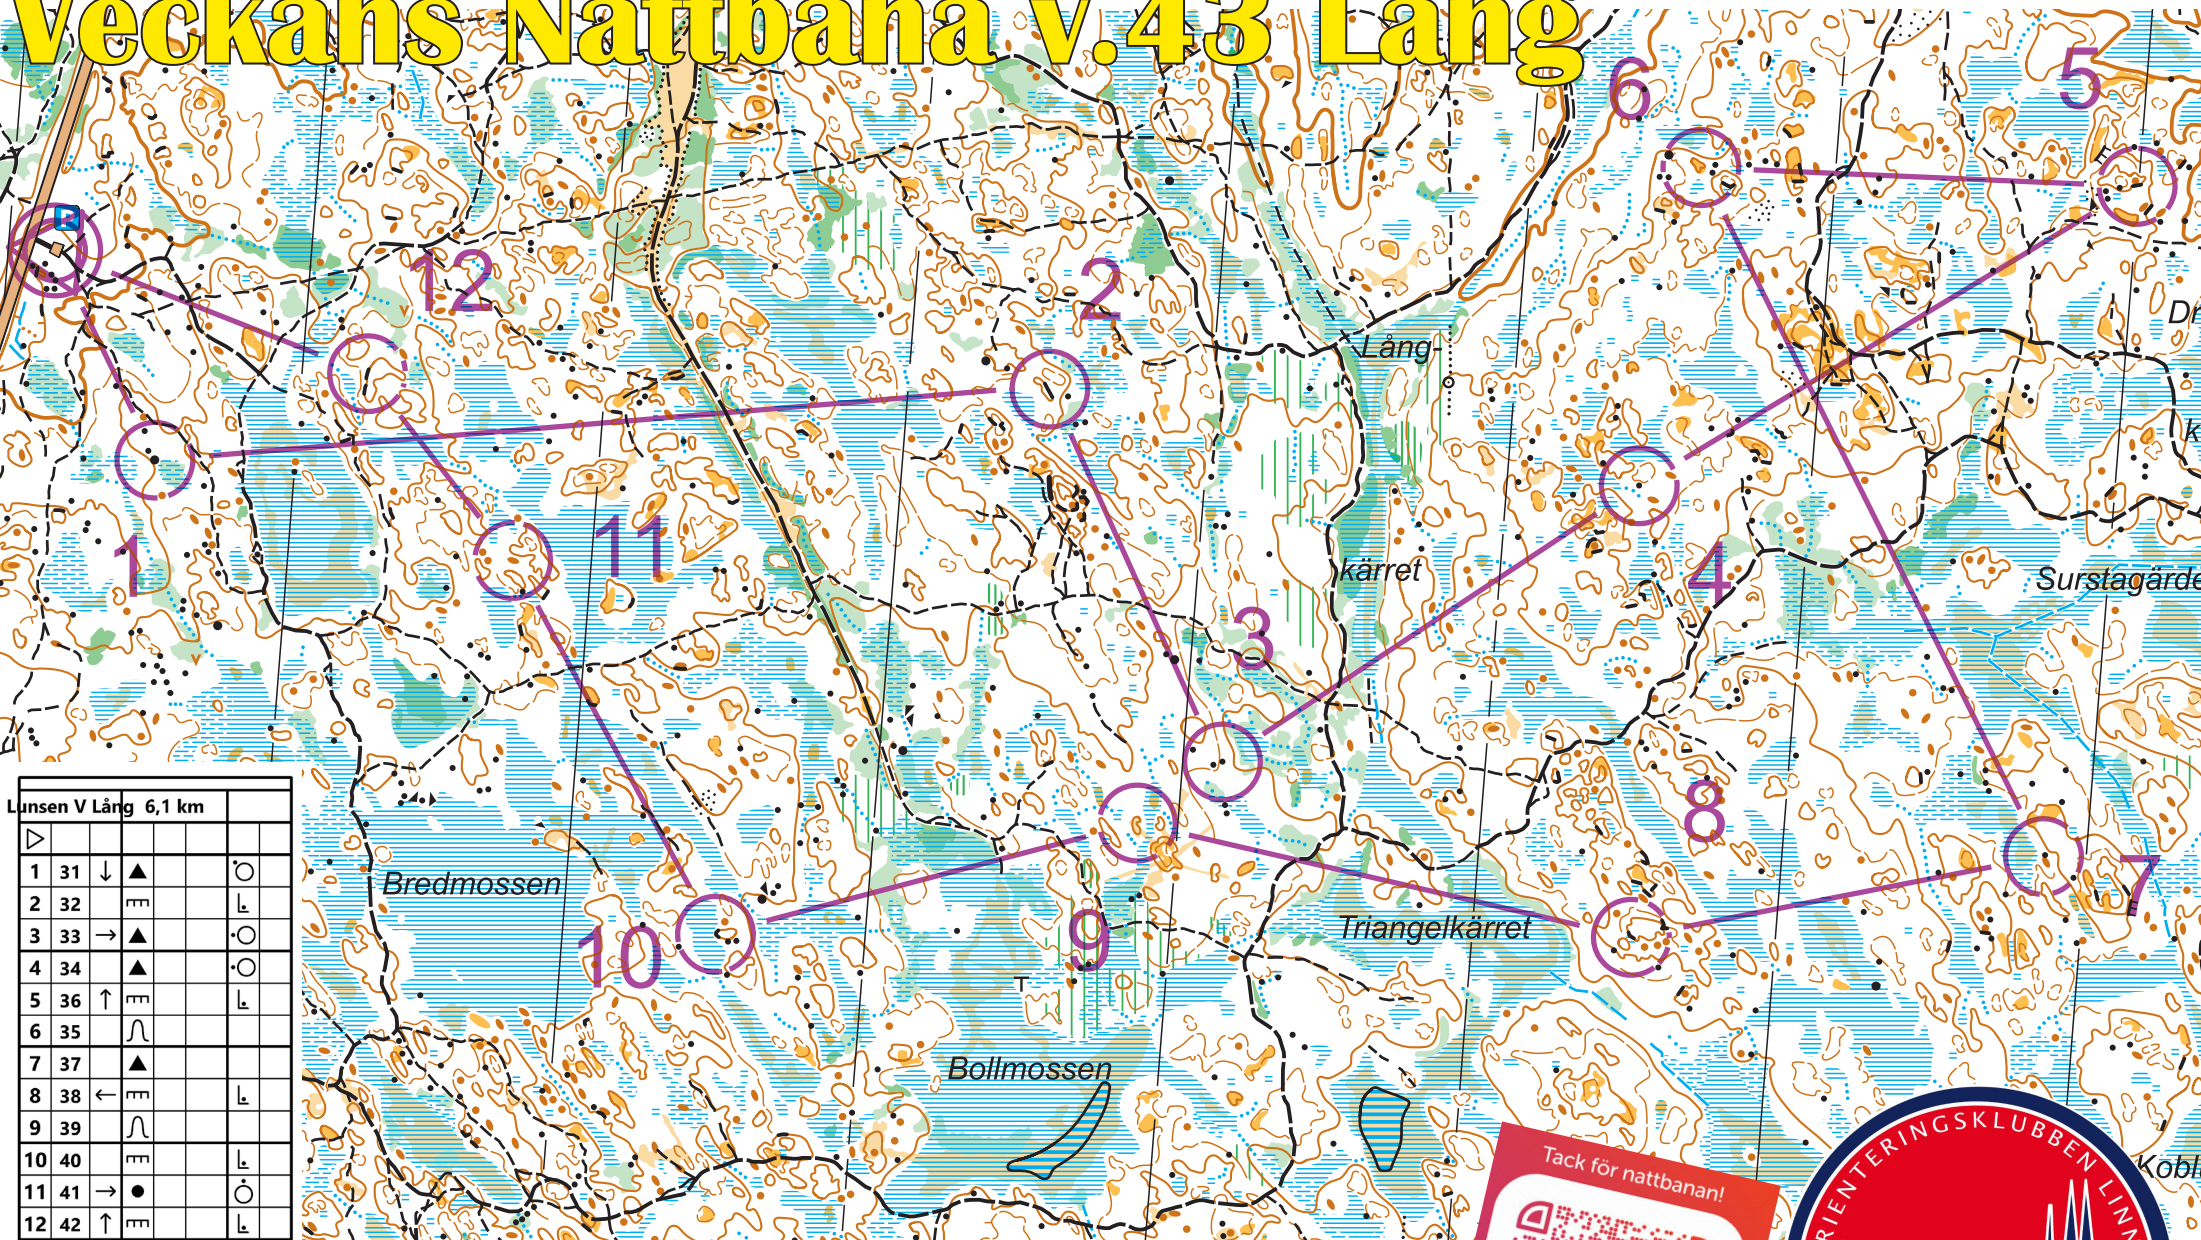 Veckans Nattbana v.43 Lång
5
6
P
12
2
Lång-
1
11
3
kärret
4
Surstagärde
8
7
Bredmossen
10
9
Triangelkärret
T
Bollmossen
Lunsen V Lång 6,1 km
1 31 ↓ ▲
2 32
3 33 → ▲
4 34 ▲
5 36 ↑
6 35
7 37 ▲
8 38 ←
9 39
10 40
11 41 → ●
12 42 ↑
Tack för nattbanan!
RIENTERINGSKLUBBEN LINN